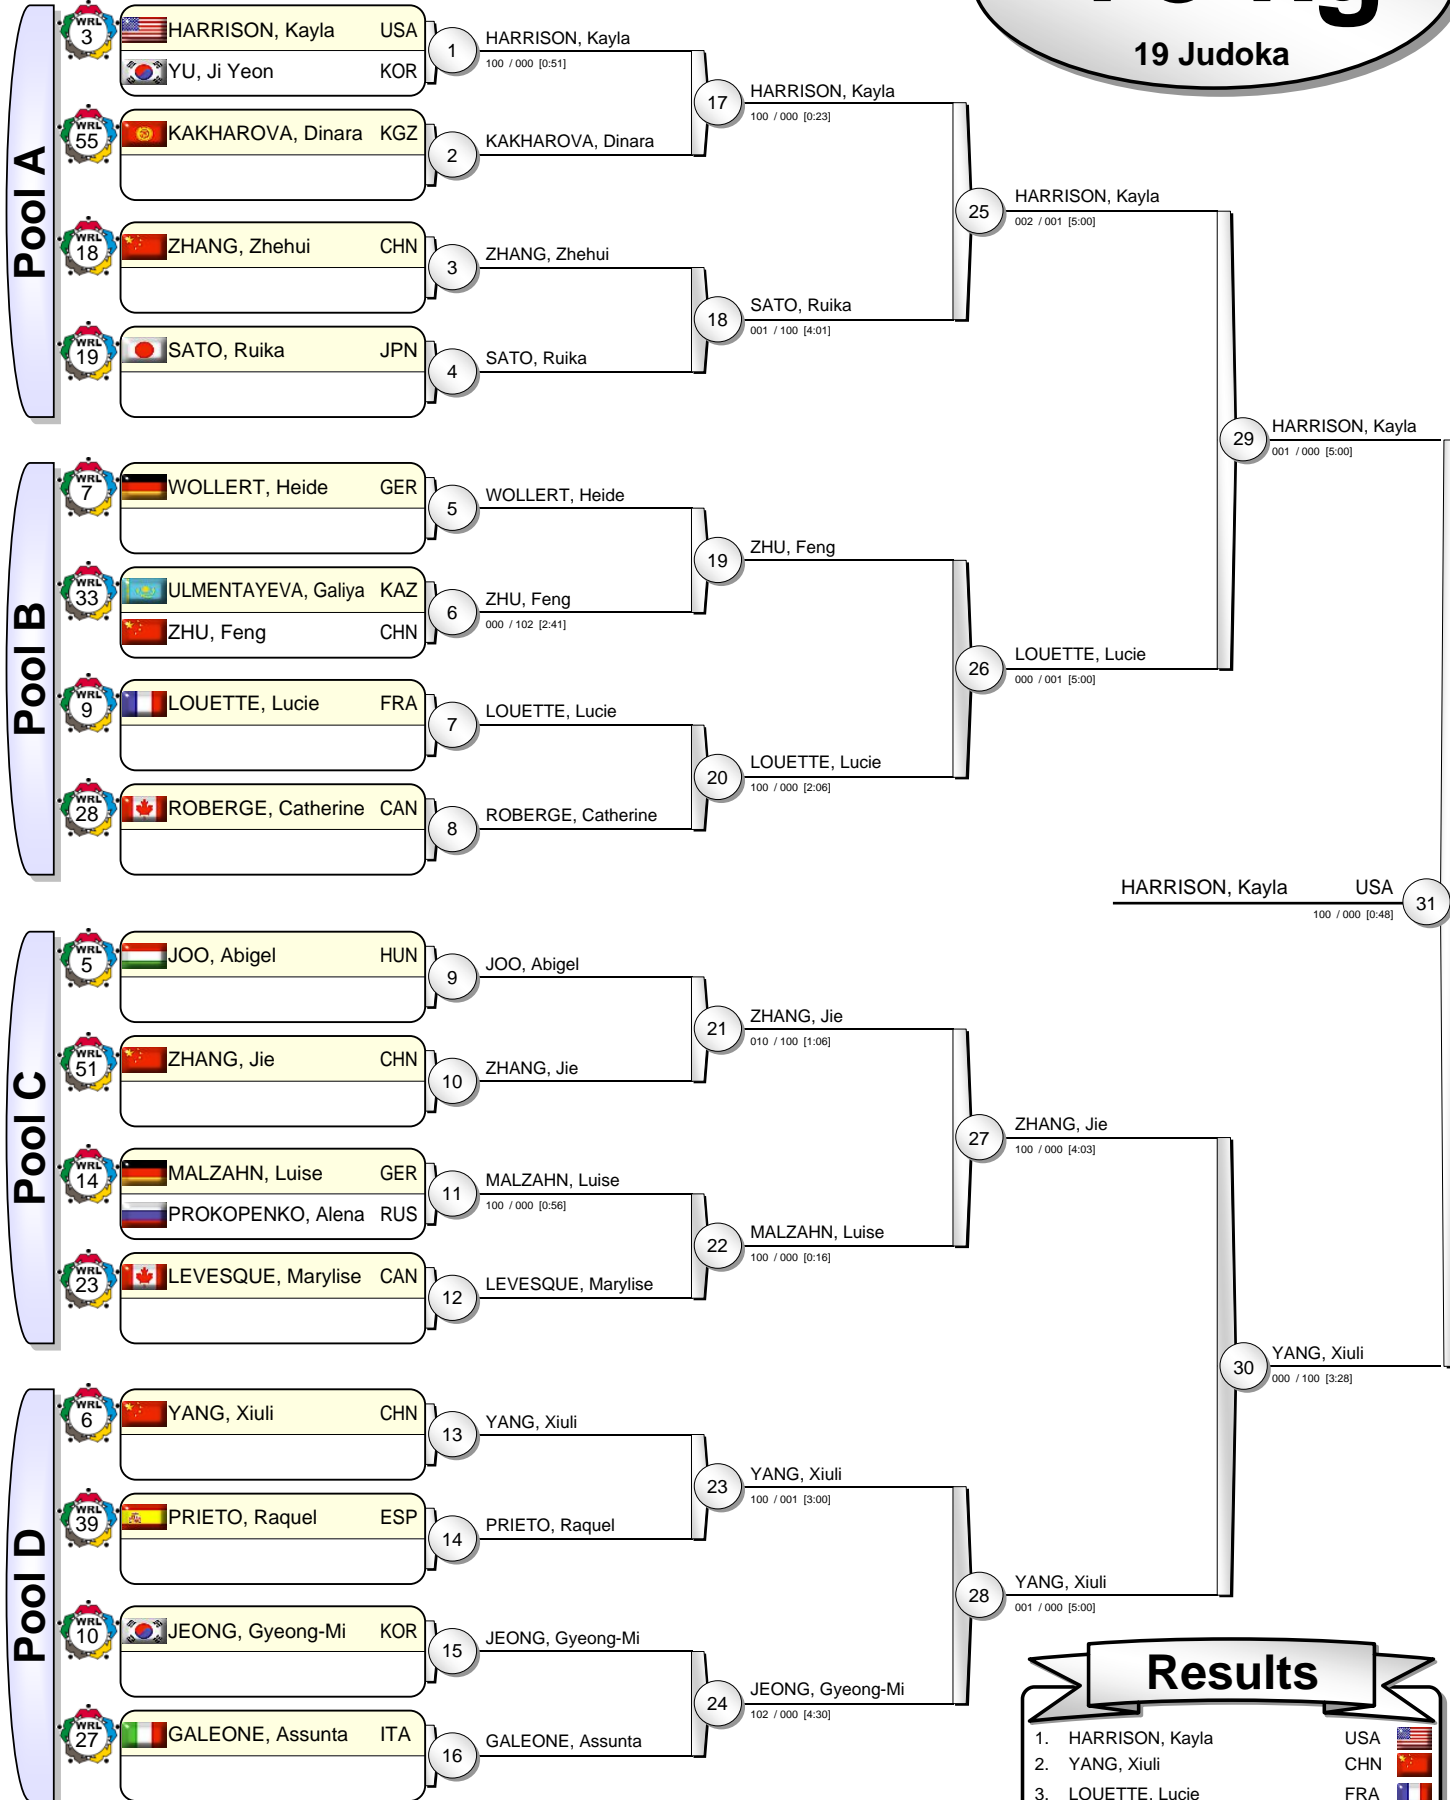 19 Judoka
Pool A
WRL 3 HARRISON, Kayla USA
YU, Ji Yeon KOR
WRL 55 KAKHAROVA, Dinara KGZ
WRL 18 ZHANG, Zhehui CHN
WRL 19 SATO, Ruika JPN
1 HARRISON, Kayla
100 / 000 [0:51]
2 KAKHAROVA, Dinara
3 ZHANG, Zhehui
4 SATO, Ruika
17 HARRISON, Kayla
100 / 000 [0:23]
18 SATO, Ruika
001 / 100 [4:01]
25 HARRISON, Kayla
002 / 001 [5:00]
Pool B
WRL 7 WOLLERT, Heide GER
WRL 33 ULMENTAYEVA, Galiya KAZ
ZHU, Feng CHN
WRL 9 LOUETTE, Lucie FRA
WRL 28 ROBERGE, Catherine CAN
5 WOLLERT, Heide
6 ZHU, Feng
000 / 102 [2:41]
7 LOUETTE, Lucie
8 ROBERGE, Catherine
19 ZHU, Feng
20 LOUETTE, Lucie
100 / 000 [2:06]
26 LOUETTE, Lucie
000 / 001 [5:00]
29 HARRISON, Kayla
001 / 000 [5:00]
HARRISON, Kayla USA 31
100 / 000 [0:48]
Pool C
WRL 5 JOO, Abigel HUN
WRL 51 ZHANG, Jie CHN
WRL 14 MALZAHN, Luise GER
PROKOPENKO, Alena RUS
WRL 23 LEVESQUE, Marylise CAN
9 JOO, Abigel
10 ZHANG, Jie
11 MALZAHN, Luise
100 / 000 [0:56]
12 LEVESQUE, Marylise
21 ZHANG, Jie
010 / 100 [1:06]
22 MALZAHN, Luise
100 / 000 [0:16]
27 ZHANG, Jie
100 / 000 [4:03]
Pool D
WRL 6 YANG, Xiuli CHN
WRL 39 PRIETO, Raquel ESP
WRL 10 JEONG, Gyeong-Mi KOR
WRL 27 GALEONE, Assunta ITA
13 YANG, Xiuli
14 PRIETO, Raquel
15 JEONG, Gyeong-Mi
16 GALEONE, Assunta
23 YANG, Xiuli
100 / 001 [3:00]
24 JEONG, Gyeong-Mi
102 / 000 [4:30]
28 YANG, Xiuli
001 / 000 [5:00]
30 YANG, Xiuli
000 / 100 [3:28]
Results
1. HARRISON, Kayla USA
2. YANG, Xiuli CHN
3. LOUETTE, Lucie FRA